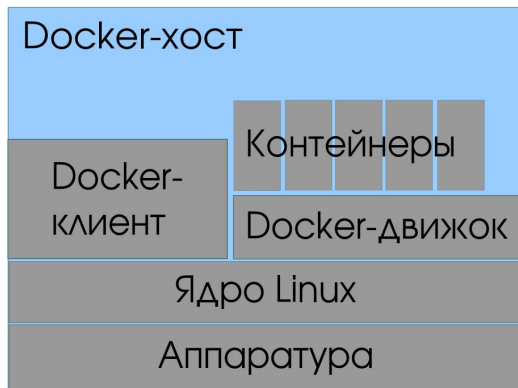 Docker-хост
Контейнеры
Docker-
клиент
Docker-движок
Ядро Linux
Аппаратура